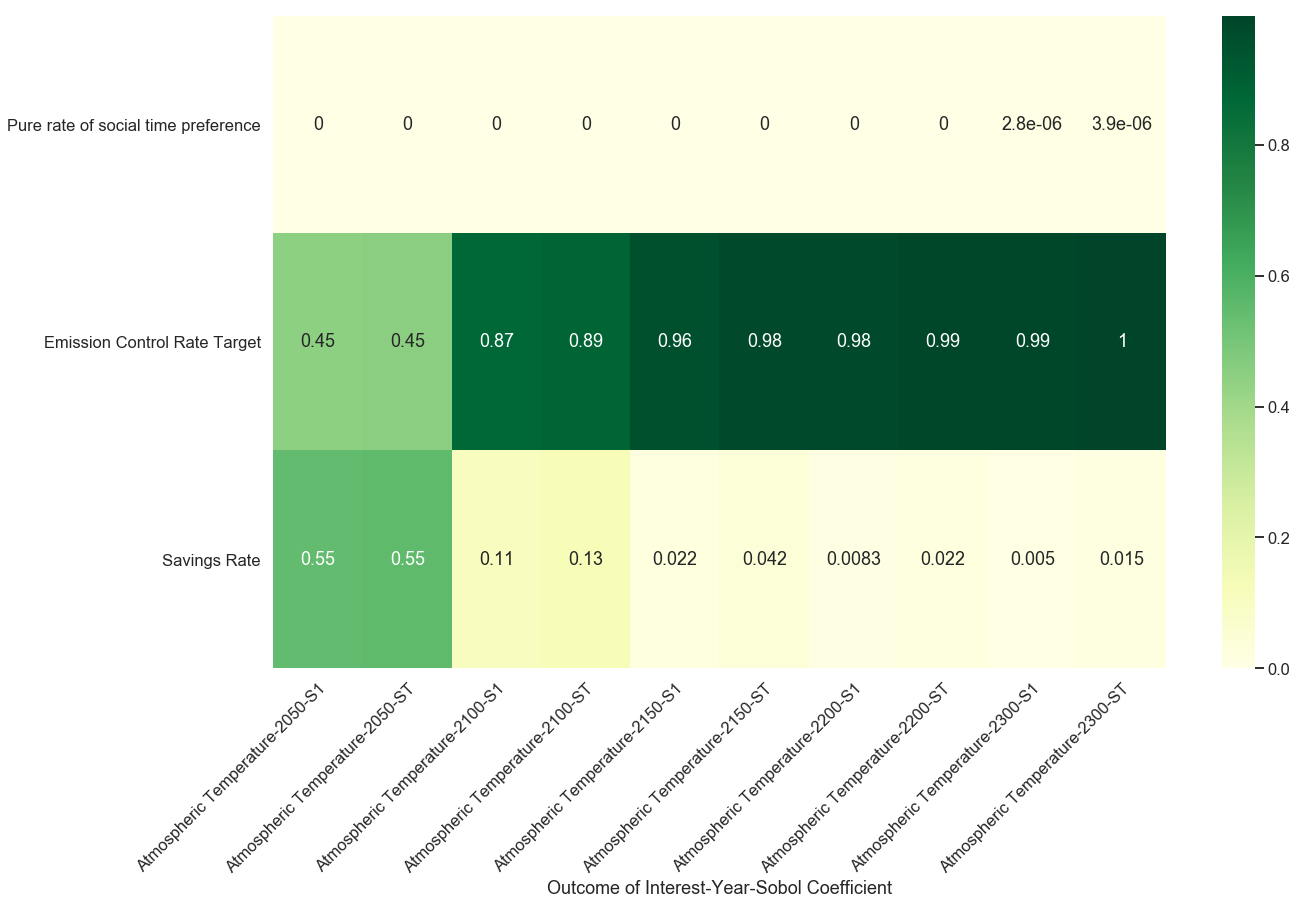 Pure rate of social time preference 0 0 0 0 0 0 0 0 2.8e-06 3.9e-06
Emission Control Rate Target 0.45 0.45 0.87 0.89 0.96 0.98 0.98 0.99 0.99 1
Savings Rate 0.55 0.55 0.11 0.13 0.022 0.042 0.0083 0.022 0.005 0.015
0.8
0.6
0.4
0.2
0.0
Atmospheric Temperature-2050-S1
Atmospheric Temperature-2050-ST
Atmospheric Temperature-2100-S1
Atmospheric Temperature-2100-ST
Atmospheric Temperature-2150-S1
Atmospheric Temperature-2150-ST
Atmospheric Temperature-2200-S1
Atmospheric Temperature-2200-ST
Atmospheric Temperature-2300-S1
Atmospheric Temperature-2300-ST
Outcome of Interest-Year-Sobol Coefficient